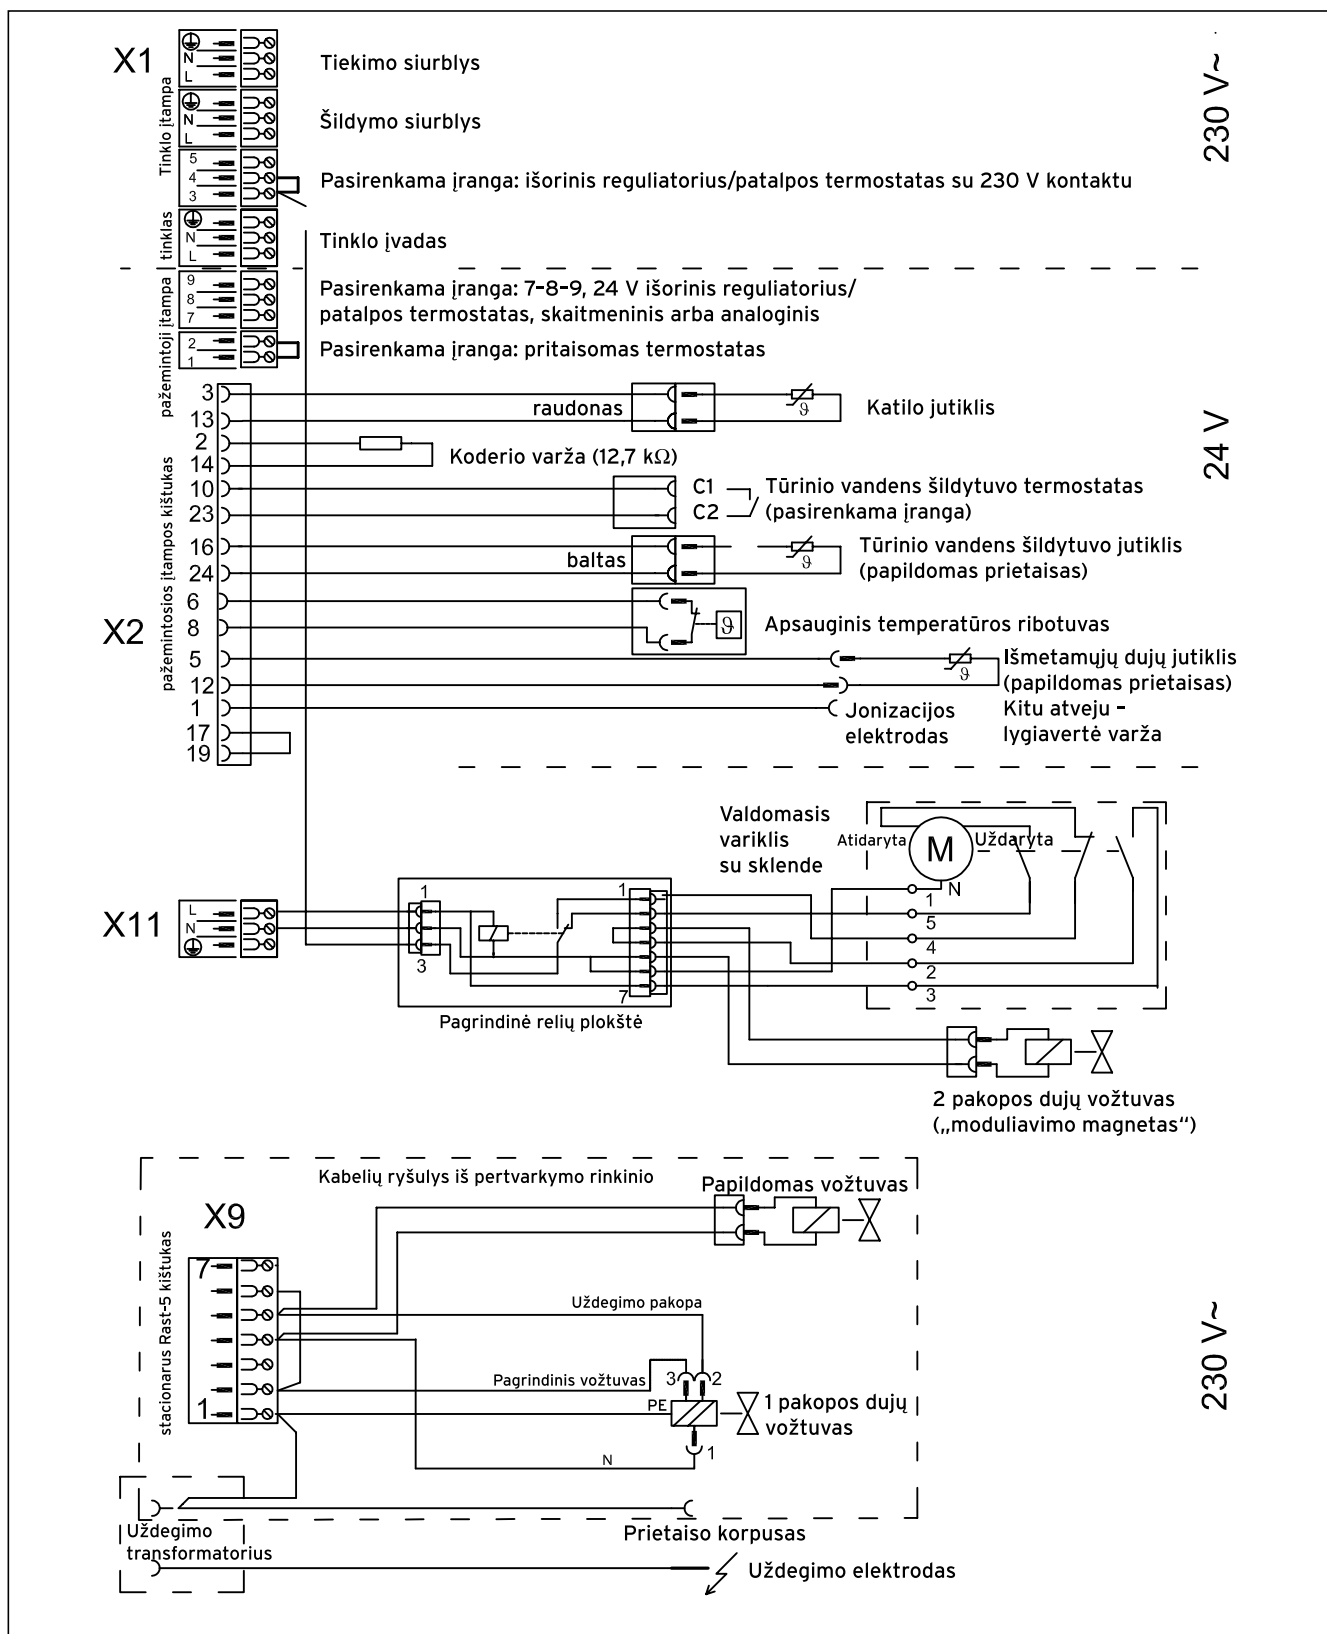 X1
Tinklo įtampa
N
L
Tiekimo siurblys
N
L
Šildymo siurblys
5
4
3
Pasirenkama įranga: išorinis reguliatorius/patalpos termostatas su 230 V kontaktu
tinklas
N
L
Tinklo įvadas
230 V~
pažemintoji įtampa
9
8
7
Pasirenkama įranga: 7-8-9, 24 V išorinis reguliatorius/
patalpos termostatas, skaitmeninis arba analoginis
2
1
Pasirenkama įranga: pritaisomas termostatas
24 V
X2
pažemintosios įtampos kištukas
3
13
raudonas
ϑ
Katilo jutiklis
2
14
Koderio varža (12,7 kΩ)
10
23
C1
C2
Tūrinio vandens šildytuvo termostatas
(pasirenkama įranga)
16
24
baltas
ϑ
Tūrinio vandens šildytuvo jutiklis
(papildomas prietaisas)
6
8
ϑ
Apsauginis temperatūros ribotuvas
5
12
ϑ
Išmetamųjų dujų jutiklis
(papildomas prietaisas)
Kitu atveju -
lygiavertė varža
1
Jonizacijos
elektrodas
17
19
Valdomasis
variklis
su sklende
Atidaryta
M
Uždaryta
N
1
5
4
2
3
X11
L
N
1
3
1
7
Pagrindinė relių plokštė
2 pakopos dujų vožtuvas
(„moduliavimo magnetas“)
Kabelių ryšulys iš pertvarkymo rinkinio
Papildomas vožtuvas
X9
stacionarus Rast-5 kištukas
7
1
Uždegimo pakopa
Pagrindinis vožtuvas
3
2
PE
1 pakopos dujų
vožtuvas
N
1
230 V~
Uždegimo
transformatorius
Prietaiso korpusas
Uždegimo elektrodas